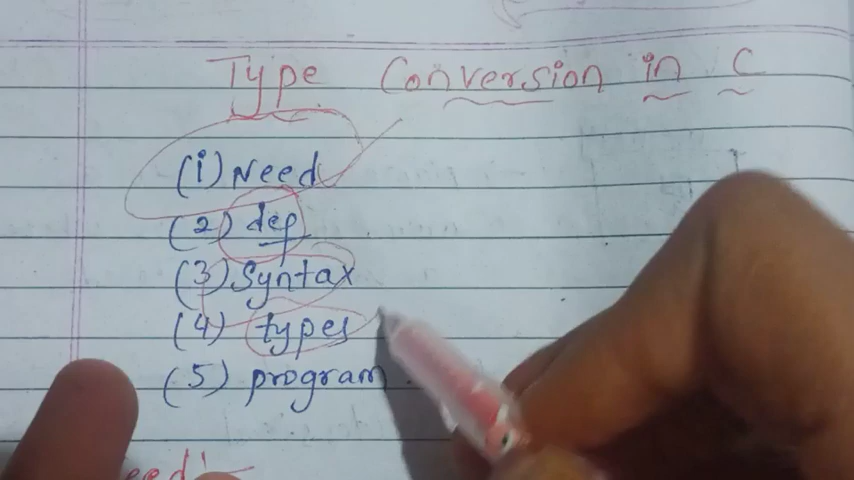 Type Conversion in C
(1) Need
(2) def
(3) Syntax
(4) types
(5) program